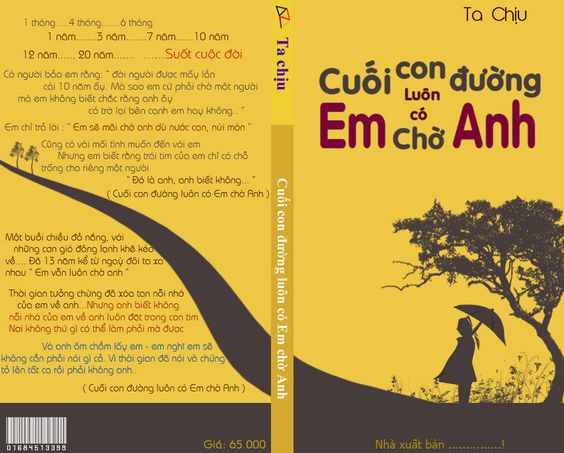 1 tháng.....4 tháng.......6 tháng
1 năm.......3 năm.......7 năm......10 năm
12 năm...... 20 năm....... ......Suốt cuộc đời
Có người bảo em rằng: " đời người được mấy lần
cái 10 năm ấy. Mà sao em cứ phải chờ một người
mà em không biết chắc rằng anh ấy
có trở lại bên cạnh em hay không.. "
Em chỉ trả lời : " Em sẽ mãi chờ anh dù nước cạn, núi mòn "
Cũng có vài mối tình muốn đến với em
Nhưng em biết rằng trái tim của em chỉ có chỗ
trống cho riêng một người
" Đó là anh, anh biết không... "
( Cuối con đường luôn có Em chờ Anh )
Một buổi chiều đỏ nắng, với
những cơn gió đông lạnh khẽ kéo
về.... Đã 13 năm kể từ ngày đôi ta xa
nhau " Em vẫn luôn chờ anh "
Thời gian tưởng chừng đã xóa tan nỗi nhớ
của em về anh...Nhưng anh biết không
nỗi nhớ của em về anh luôn đặt trong con tim
Nơi không thứ gì có thể làm phải mờ được
Và anh ôm chầm lấy em - em nghĩ em sẽ
không cần phải nói gì cả. Vì thời gian đã nói và chứng
tỏ lên tất cả rồi phải không anh..
( Cuối con đường luôn có Em chờ Anh )
01684513399
Giá: 65.000
Ta chịu
Cuối con đường luôn có Em chờ Anh
Ta Chịu
Cuối con đường
Luôn
có
Em Chờ Anh
Nhà xuất bản ...............!